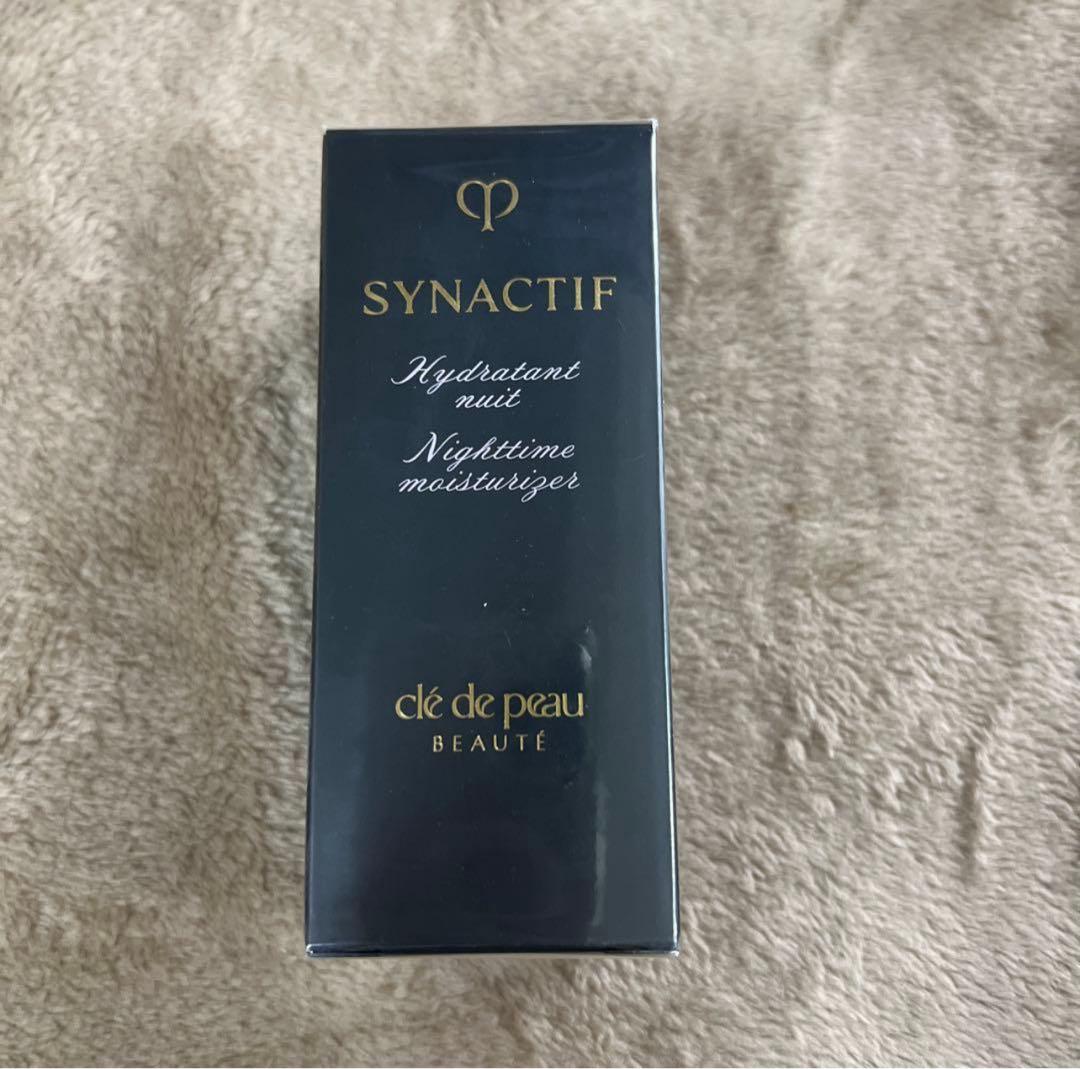 SYNACTIF
Hydratant
nuit
Nighttime
moisturizer
clé de peau
BEAUTÉ